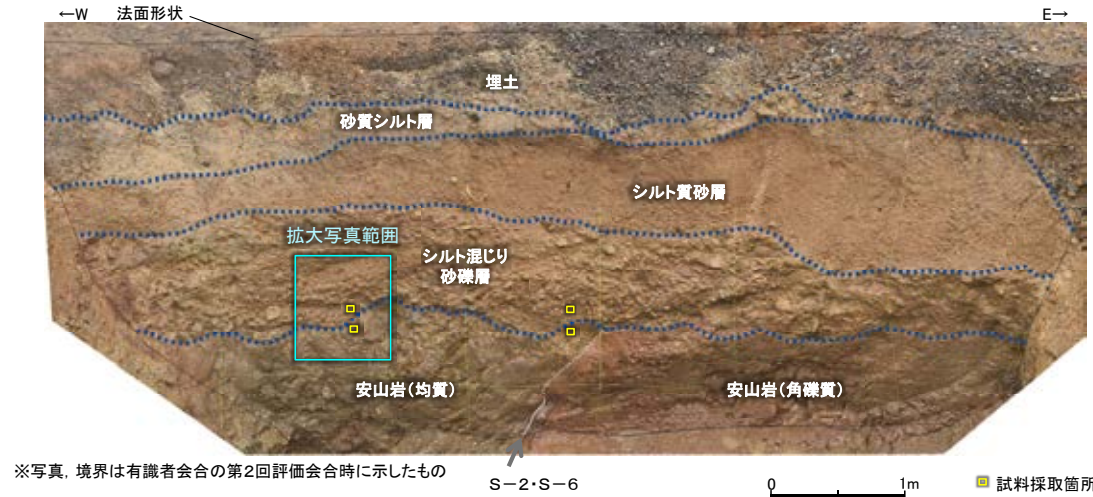 ←W 法面形状 E→
埋土
砂質シルト層
シルト質砂層
拡大写真範囲
シルト混じり
砂礫層
安山岩(均質) 安山岩(角礫質)
※写真,境界は有識者会合の第2回評価会合時に示したもの
S-2・S-6
0 1m
試料採取箇所